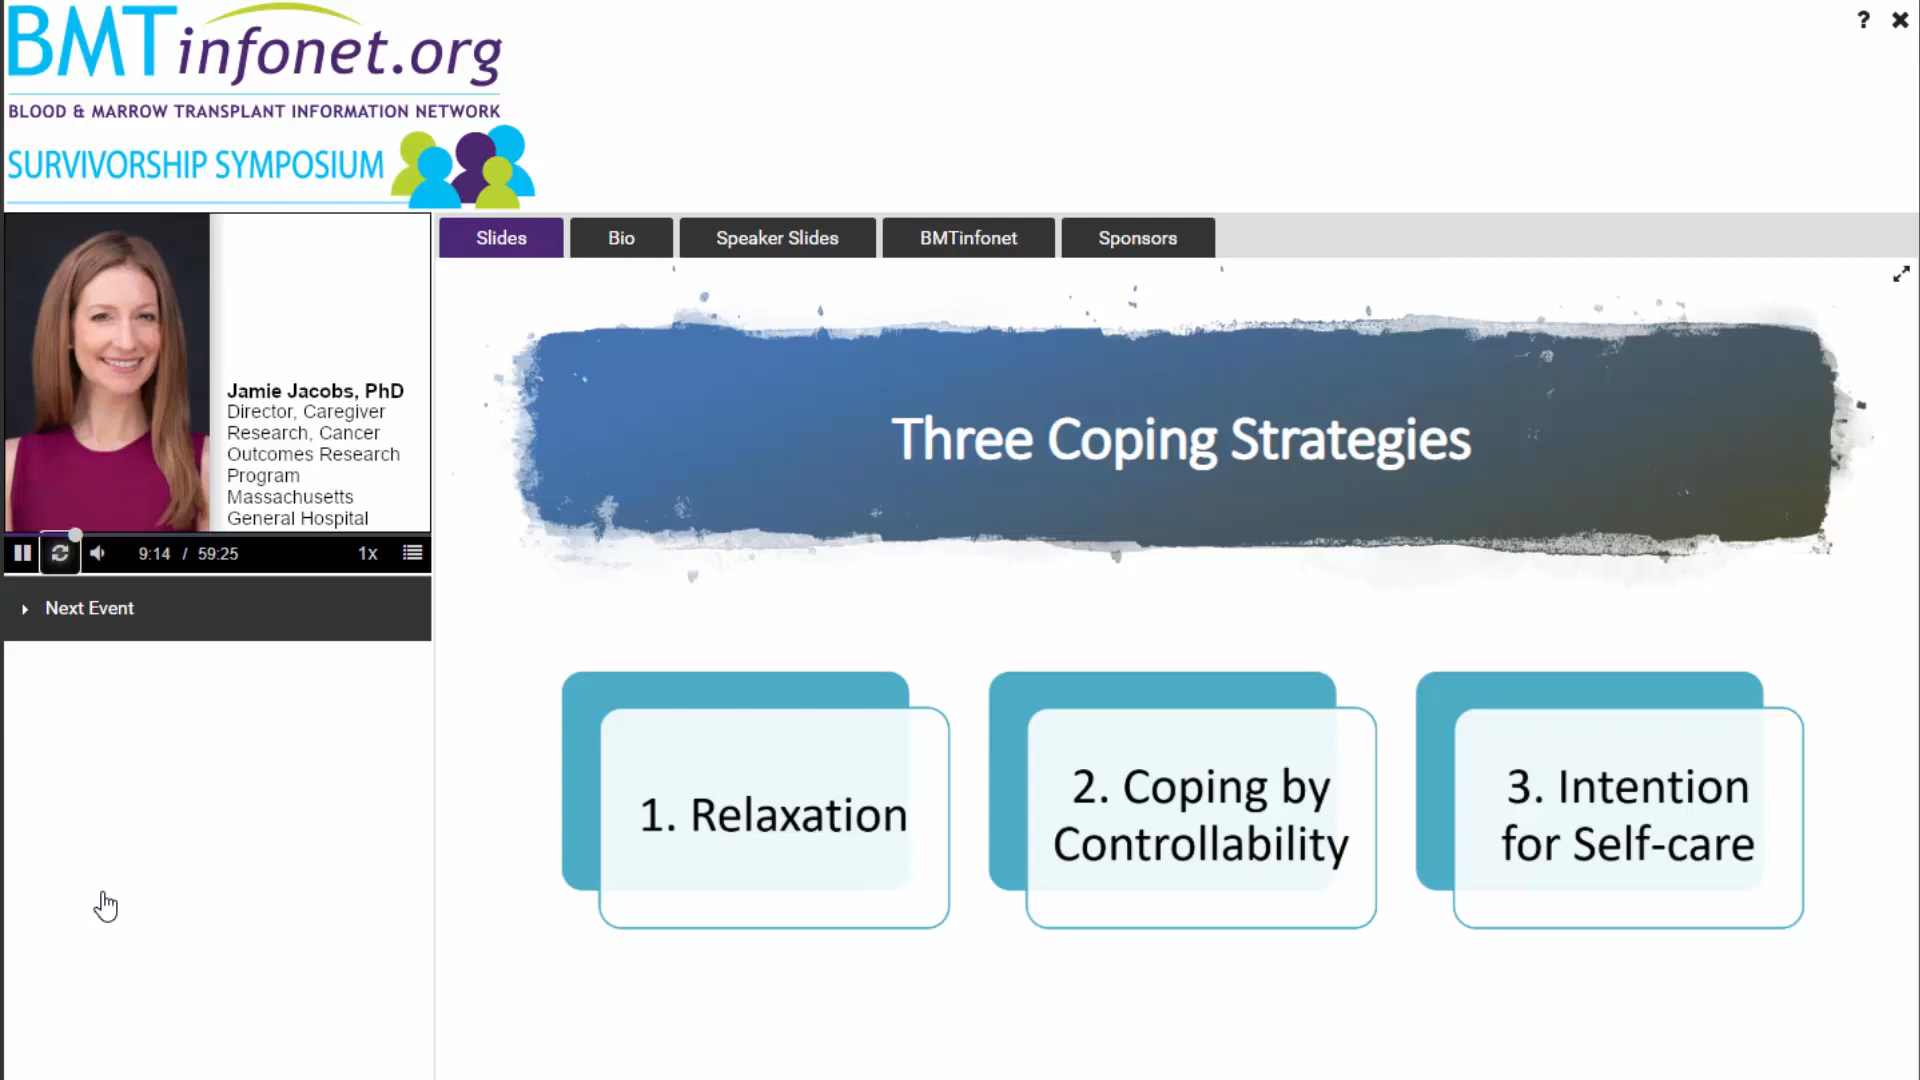 BMTinfonet.org
BLOOD & MARROW TRANSPLANT INFORMATION NETWORK
SURVIVORSHIP SYMPOSIUM
? ✖
Jamie Jacobs, PhD
Director, Caregiver
Research, Cancer
Outcomes Research
Program
Massachusetts
General Hospital
9:14 / 59:25 1x
Next Event
Slides Bio Speaker Slides BMTinfonet Sponsors
Three Coping Strategies
1. Relaxation
2. Coping by
Controllability
3. Intention
for Self-care